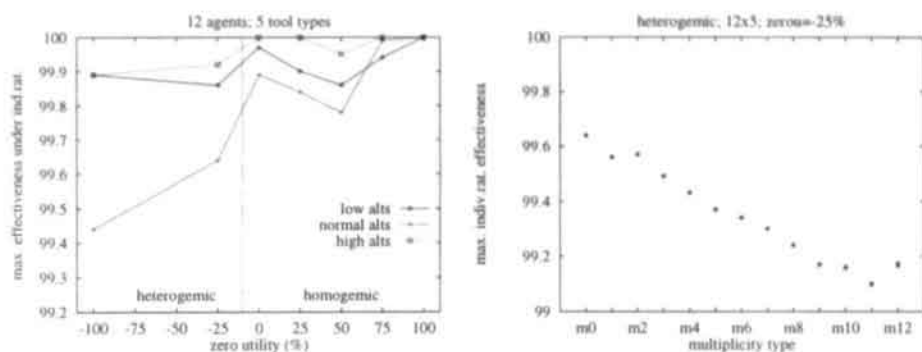 12 agents; 5 tool types
max. effectiveness under ind.rat.
100
99.9
99.8
99.7
99.6
99.5
99.4
99.3
99.2
low alts
normal alts
high alts
heterogemic
homogemic
-100 -75 -50 -25 0 25 50 75 100
zero utility (%)
heterogemic; 12x5; zerou=-25%
max. indiv.rat. effectiveness
100
99.8
99.6
99.4
99.2
99
m0 m2 m4 m6 m8 m10 m12
multiplicity type